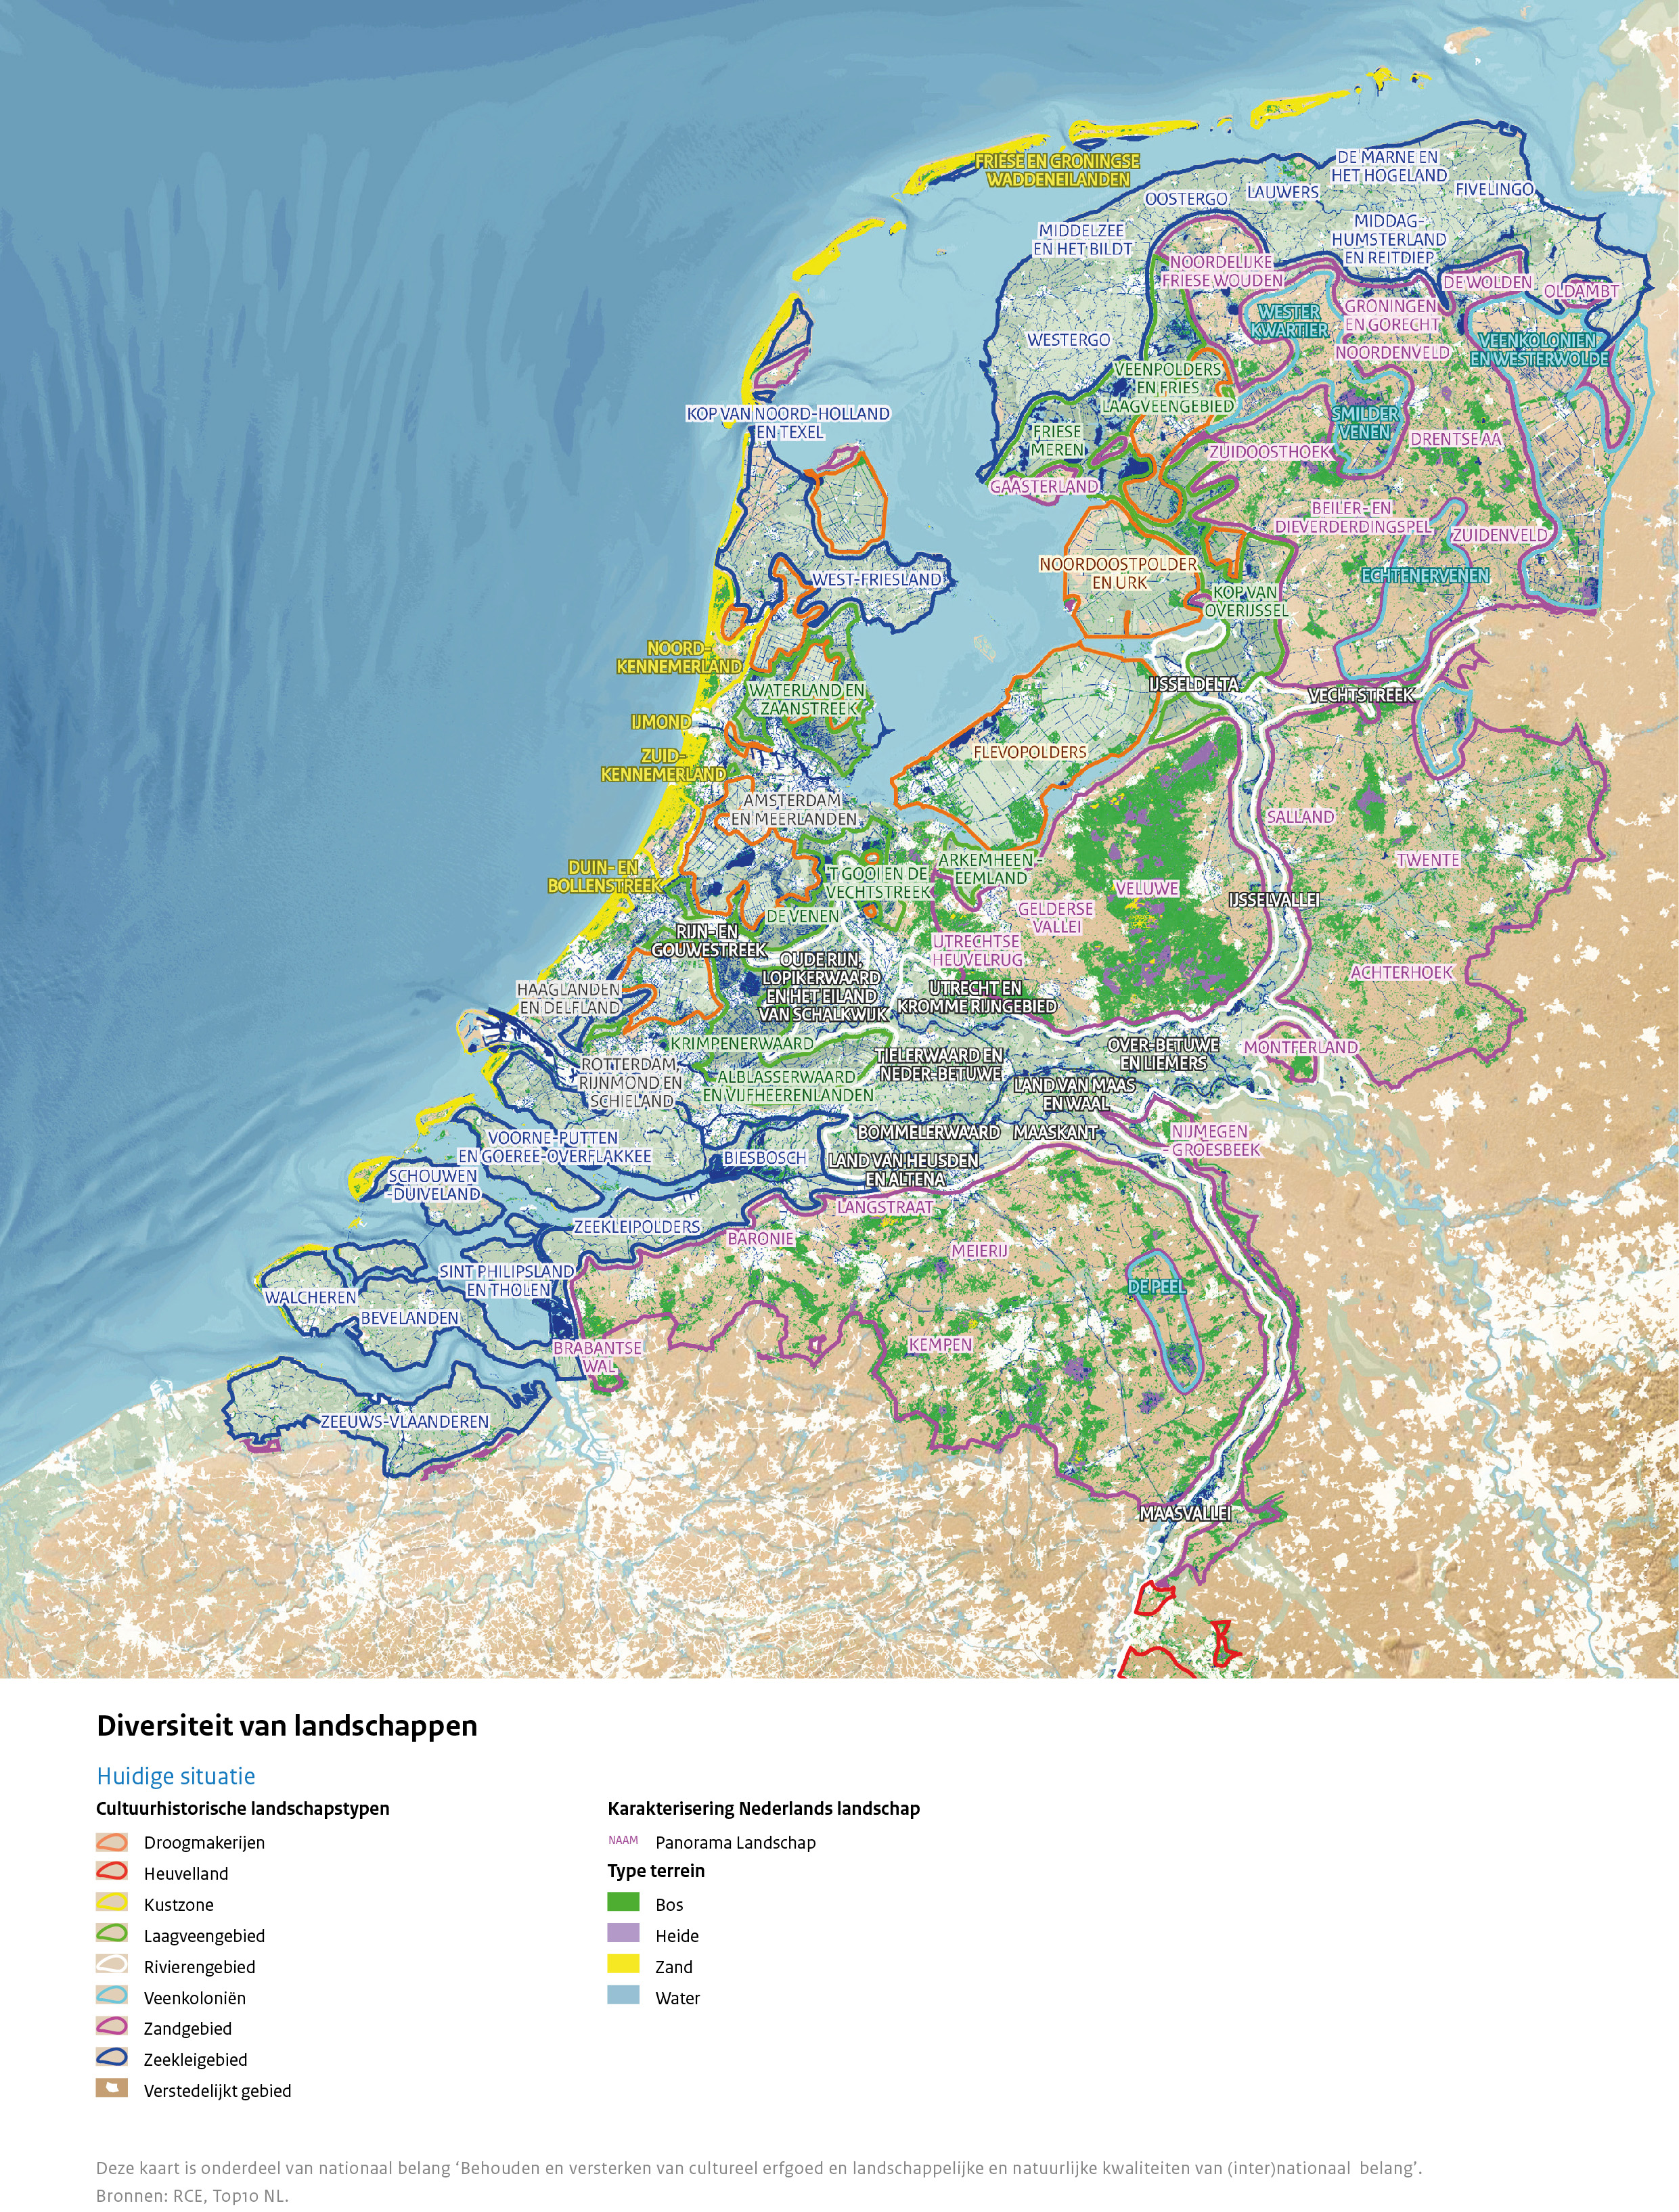 FRIESE EN GRONINGSE
WADDENEILANDEN
DE MARNE EN
HET HOGELAND
LAUWERS
FIVELINGO
OOSTERGO
MIDDELZEE
EN HET BILDT
MIDDAG-
HUMSTERLAND
EN REITDIEP
NOORDELIJKE
FRIESE WOUDEN
DE WOLDEN
OLDAMBT
WESTER
KWARTIER
GRONINGEN
EN GORECHT
WESTERGO
NOORDENVELD
VEENKOLONIEN
EN WESTERWOLDE
VEENPOLDERS
EN FRIES
LAAGVEENGEBIED
KOP VAN NOORD-HOLLAND
EN TEXEL
FRIESE
MEREN
SMILDER
VENEN
DRENTSE AA
ZUIDOOSTHOEK
GAASTERLAND
BEILER- EN
DIEVERDERDINGSPEL
ZUIDENVELD
WEST-FRIESLAND
NOORDOOSTPOLDER
EN URK
ECHTENERVENEN
KOP VAN
OVERIJSSEL
NOORD-
KENNEMERLAND
WATERLAND EN
ZAANSTREEK
IJSSELDELTA
VECHTSTREEK
IJMOND
ZUID-
KENNEMERLAND
FLEVOPOLDERS
AMSTERDAM
EN MEERLANDEN
SALLAND
TWENTE
DUIN- EN
BOLLENSTREEK
'T GOOI EN DE
VECHTSTREEK
ARKEMHEEN -
EEMLAND
VELUWE
IJSSELVALLEI
DE VENEN
GELDERSE
VALLEI
RIJN- EN
GOUWESTREEK
UTRECHTSE
HEUVELRUG
OUDE RIJN,
LOPIKERWAARD
EN HET EILAND
VAN SCHALKWIJK
UTRECHT EN
KROMME RIJNGEBIED
ACHTERHOEK
HAAGLANDEN
EN DELFLAND
KRIMPENERWAARD
TIELERWAARD EN
NEDER-BETUWE
OVER-BETUWE
EN LIEMERS
MONTFERLAND
ROTTERDAM,
RIJNMOND EN
SCHIELAND
ALBLASSERWAARD
EN VIJFHEERENLANDEN
LAND VAN MAAS
EN WAAL
BOMMELERWAARD
MAASKANT
NIJMEGEN
- GROESBEEK
VOORNE-PUTTEN
EN GOEREE-OVERFLAKKEE
BIESBOSCH
LAND VAN HEUSDEN
EN ALTENA
SCHOUWEN
-DUIVELAND
LANGSTRAAT
ZEEKLEIPOLDERS
BARONIE
MEIERIJ
SINT PHILIPSLAND
EN THOLEN
DE PEEL
WALCHEREN
BEVELANDEN
BRABANTSE
WAL
KEMPEN
ZEEUWS-VLAANDEREN
MAASVALLEI
Diversiteit van landschappen
Huidige situatie
Cultuurhistorische landschapstypen
Droogmakerijen
Heuvelland
Kustzone
Laagveengebied
Rivierengebied
Veenkoloniën
Zandgebied
Zeekleigebied
Verstedelijkt gebied
Karakterisering Nederlands landschap
NAAM Panorama Landschap
Type terrein
Bos
Heide
Zand
Water
Deze kaart is onderdeel van nationaal belang ‘Behouden en versterken van cultureel erfgoed en landschappelijke en natuurlijke kwaliteiten van (inter)nationaal belang’.
Bronnen: RCE, Top10 NL.